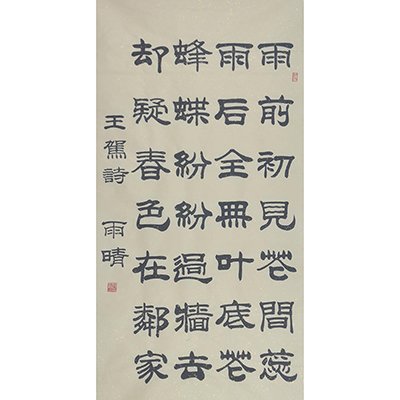 雨前初見花間蕊
雨后全毋叶底花
蜂蝶紛紛過牆去
却疑春色在鄰家
王駕詩 雨晴